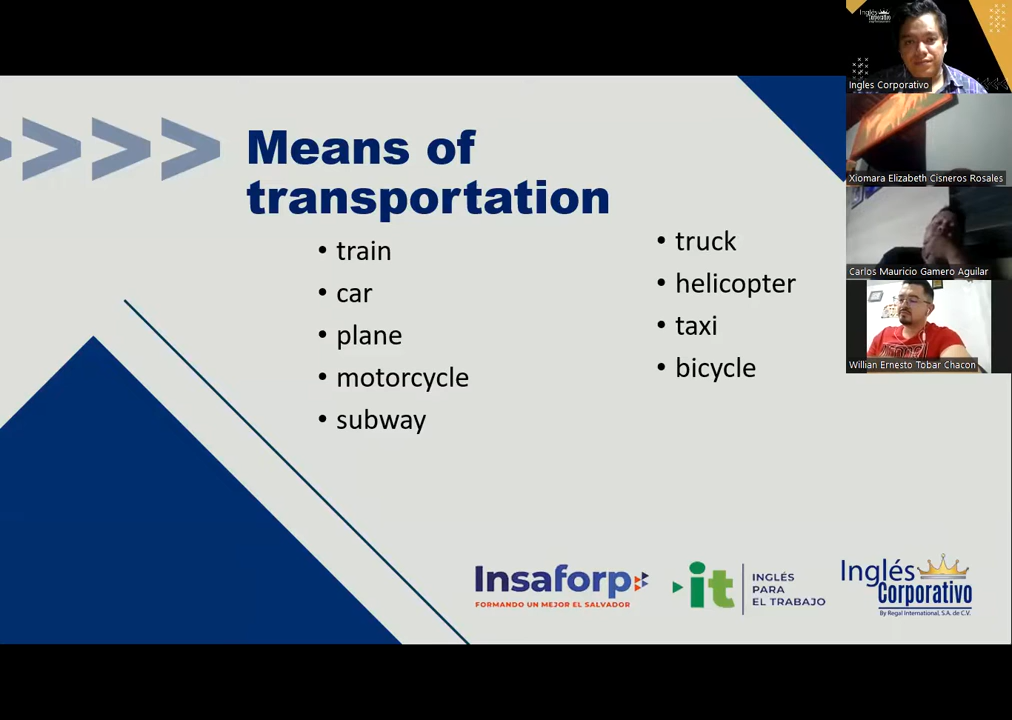 Means of
transportation
• train
• car
• plane
• motorcycle
• subway
• truck
• helicopter
• taxi
• bicycle
Insaforp
FORMANDO UN MEJOR EL SALVADOR
it
INGLÉS
PARA
EL TRABAJO
Inglés
Corporativo
By Regal International, S.A. de C.V.
Inglés
Corporativo
Ingles Corporativo
Xiomara Elizabeth Cisneros Rosales
Carlos Mauricio Gamero Aguilar
Willian Ernesto Tobar Chacon